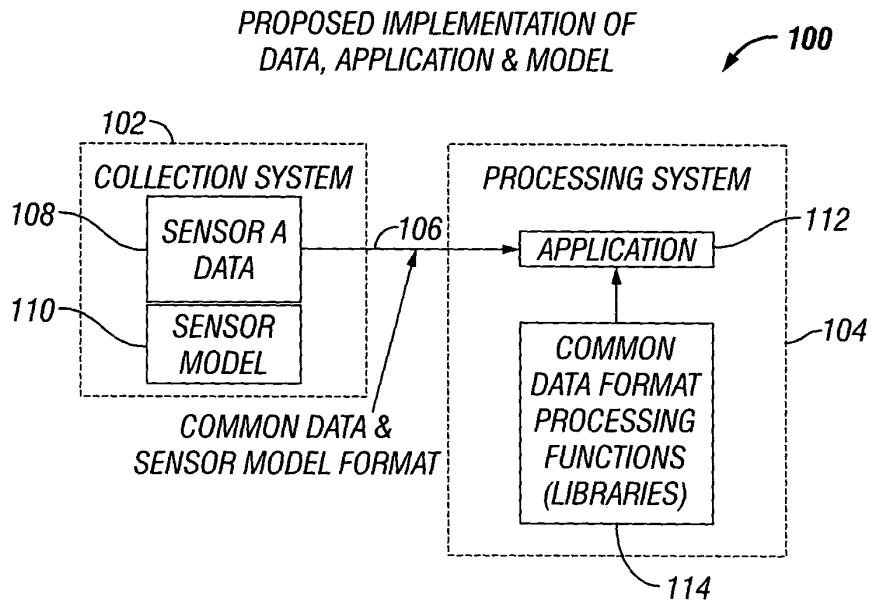 PROPOSED IMPLEMENTATION OF
DATA, APPLICATION & MODEL
100
102
COLLECTION SYSTEM
108
SENSOR A
DATA
110
SENSOR
MODEL
106
COMMON DATA &
SENSOR MODEL FORMAT
PROCESSING SYSTEM
112
APPLICATION
104
COMMON
DATA FORMAT
PROCESSING
FUNCTIONS
(LIBRARIES)
114